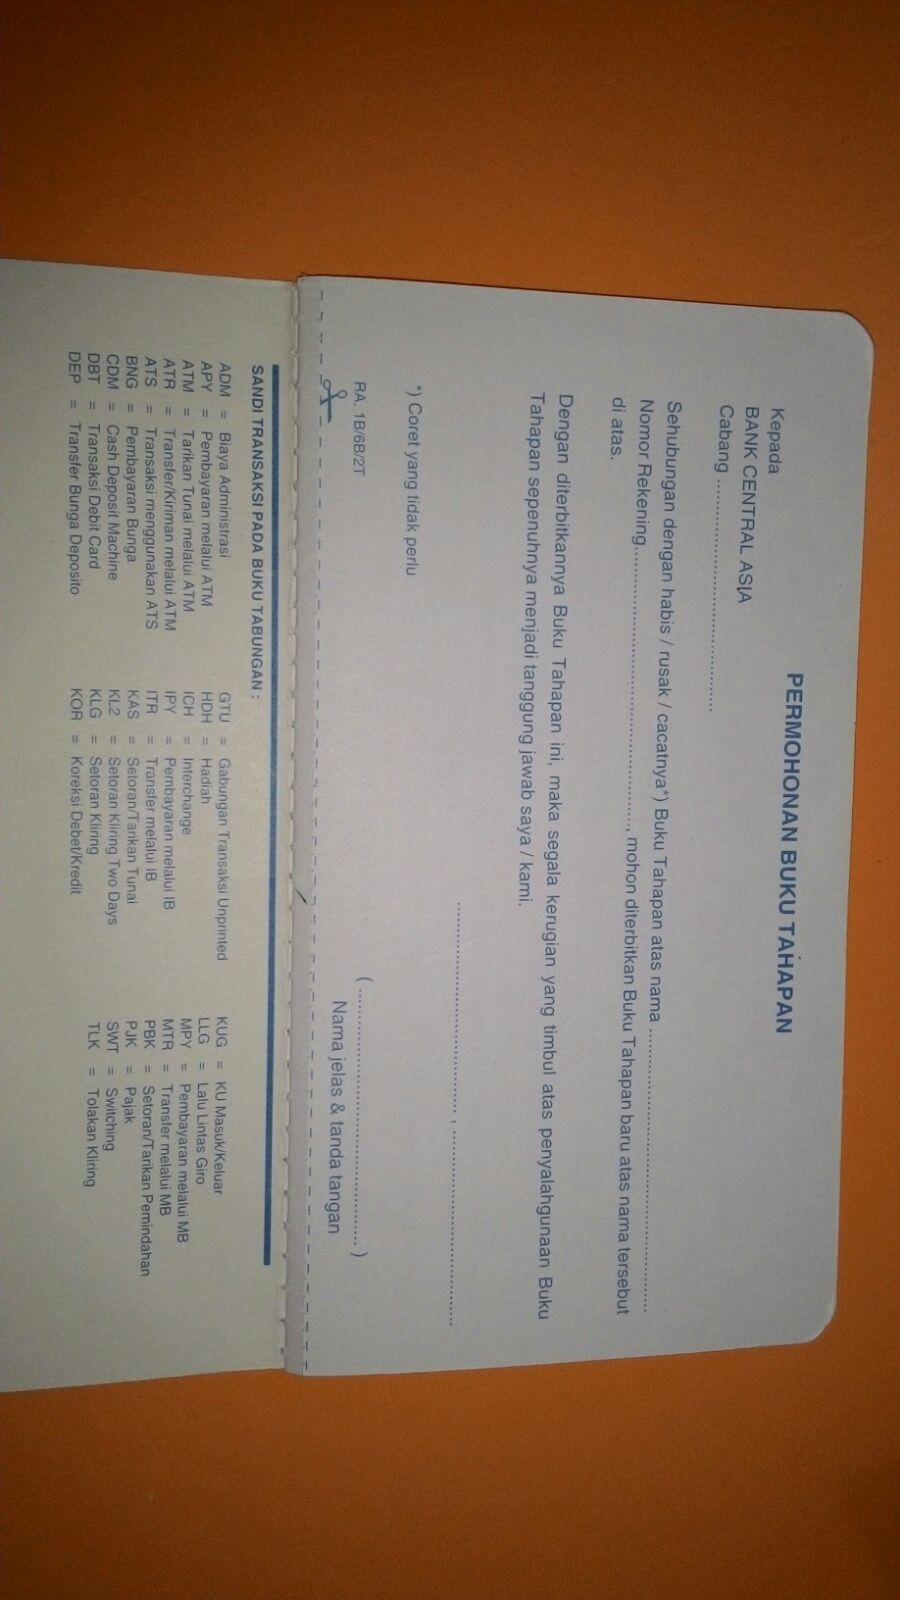 PERMOHONAN BUKU TAHAPAN
Kepada
BANK CENTRAL ASIA
Cabang ........................................
Sehubungan dengan habis / rusak / cacatnya*) Buku Tahapan atas nama ................................................
Nomor Rekening................................................, mohon diterbitkan Buku Tahapan baru atas nama tersebut
di atas.
Dengan diterbitkannya Buku Tahapan ini, maka segala kerugian yang timbul atas penyalahgunaan Buku
Tahapan sepenuhnya menjadi tanggung jawab saya / kami.
....................................... , .......................................
*) Coret yang tidak perlu
RA. 1B/6B/2T
( ................................................ )
Nama jelas & tanda tangan
SANDI TRANSAKSI PADA BUKU TABUNGAN :
ADM = Biaya Administrasi
APY = Pembayaran melalui ATM
ATM = Tarikan Tunai melalui ATM
ATR = Transfer/Kiriman melalui ATM
ATS = Transaksi menggunakan ATS
BNG = Pembayaran Bunga
CDM = Cash Deposit Machine
DBT = Transaksi Debit Card
DEP = Transfer Bunga Deposito
GTU = Gabungan Transaksi Unprinted
HDH = Hadiah
ICH = Interchange
IPY = Pembayaran melalui IB
ITR = Transfer melalui IB
KAS = Setoran/Tarikan Tunai
KL2 = Setoran Kliring Two Days
KLG = Setoran Kliring
KOR = Koreksi Debet/Kredit
KUG = KU Masuk/Keluar
LLG = Lalu Lintas Giro
MPY = Pembayaran melalui MB
MTR = Transfer melalui MB
PBK = Setoran/Tarikan Pemindahan
PJK = Pajak
SWT = Switching
TLK = Tolakan Kliring